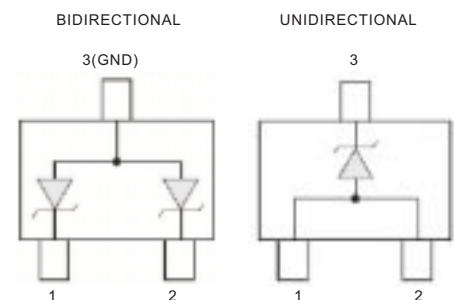 BIDIRECTIONAL UNIDIRECTIONAL
3(GND) 3
1 2 1 2